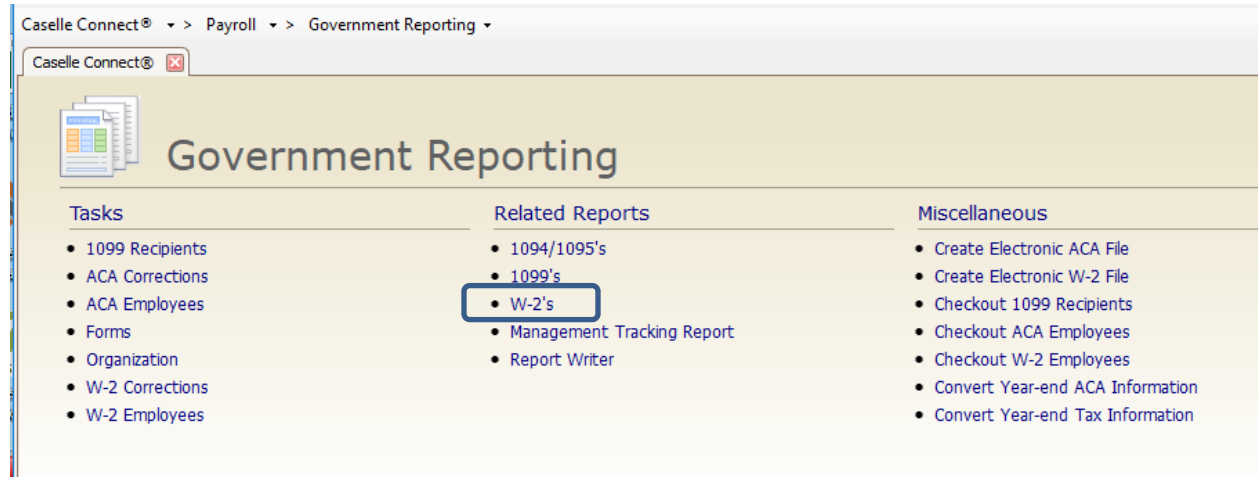 Caselle Connect® > Payroll > Government Reporting
Caselle Connect®
Government Reporting
Tasks
• 1099 Recipients
• ACA Corrections
• ACA Employees
• Forms
• Organization
• W-2 Corrections
• W-2 Employees
Related Reports
• 1094/1095's
• 1099's
• W-2's
• Management Tracking Report
• Report Writer
Miscellaneous
• Create Electronic ACA File
• Create Electronic W-2 File
• Checkout 1099 Recipients
• Checkout ACA Employees
• Checkout W-2 Employees
• Convert Year-end ACA Information
• Convert Year-end Tax Information